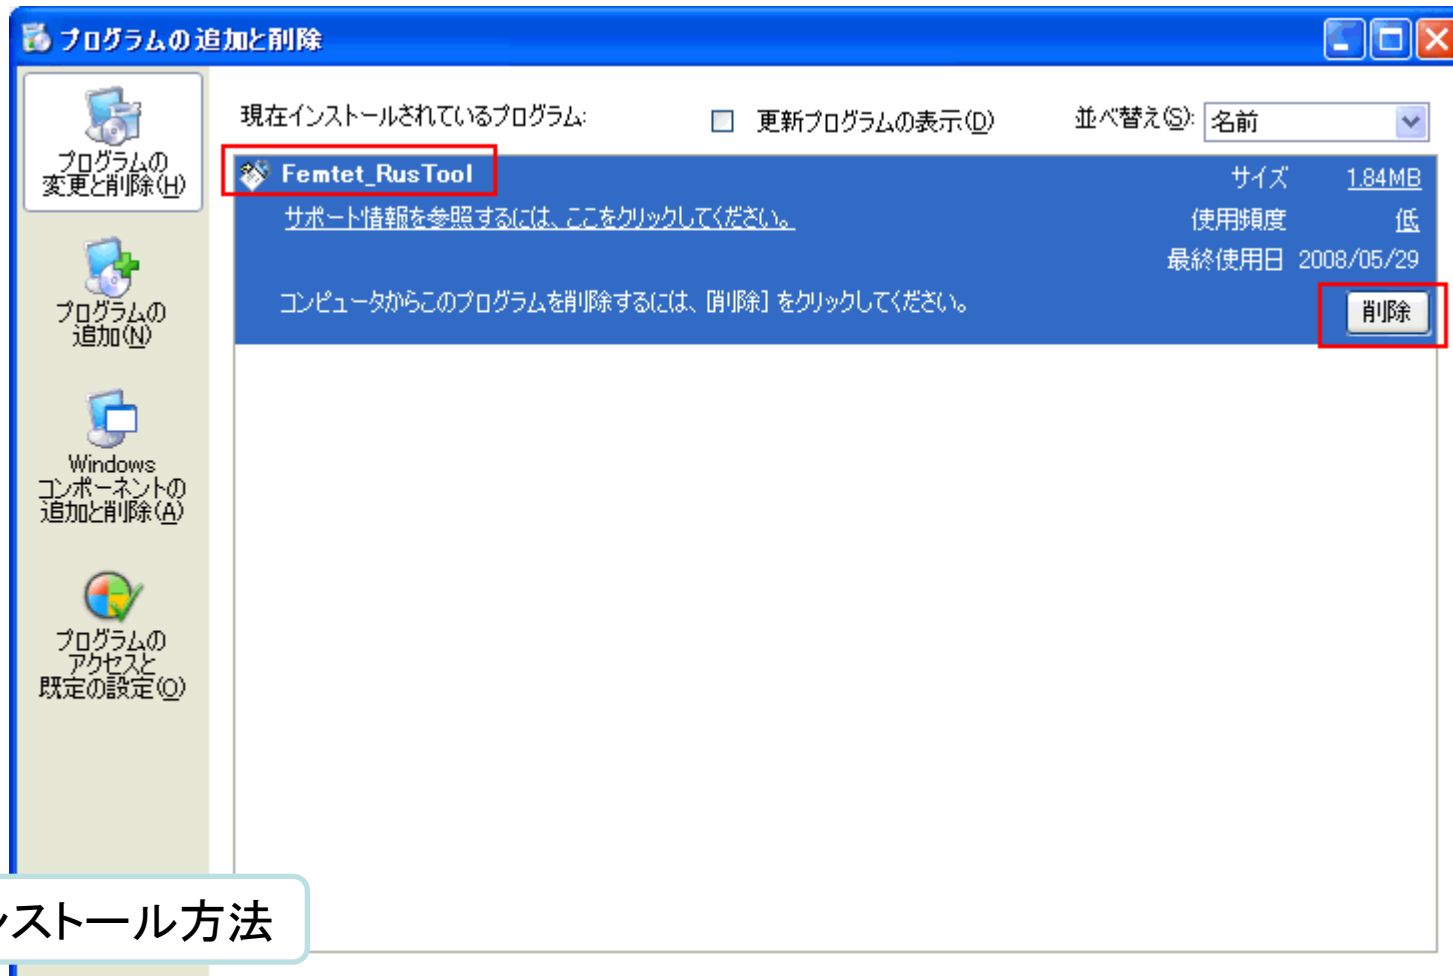 プログラムの追加と削除
プログラムの
変更と削除(H)
プログラムの
追加(N)
Windows
コンポーネントの
追加と削除(A)
プログラムの
アクセスと
既定の設定(O)
現在インストールされているプログラム:
更新プログラムの表示(D)
並べ替え(S):
名前
Femtet_RusTool
サイズ 1.84MB
サポート情報を参照するには、ここをクリックしてください。
使用頻度 低
最終使用日 2008/05/29
コンピュータからこのプログラムを削除するには、[削除] をクリックしてください。
削除
ンストール方法